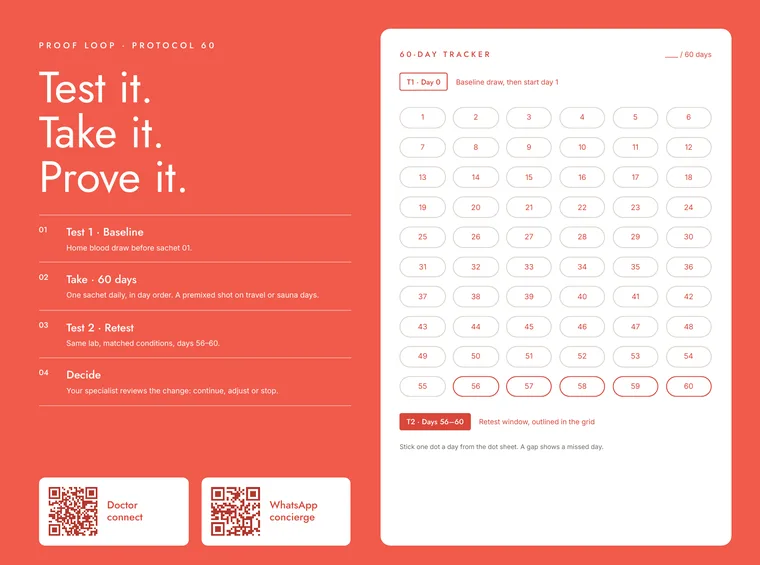 PROOF LOOP · PROTOCOL 60
Test it.
Take it.
Prove it.
01 Test 1 · Baseline
Home blood draw before sachet 01.
02 Take · 60 days
One sachet daily, in day order. A premixed shot on travel or sauna days.
03 Test 2 · Retest
Same lab, matched conditions, days 56–60.
04 Decide
Your specialist reviews the change: continue, adjust or stop.
Doctor
connect
WhatsApp
concierge
60-DAY TRACKER ___ / 60 days
T1 · Day 0 Baseline draw, then start day 1
1 2 3 4 5 6
7 8 9 10 11 12
13 14 15 16 17 18
19 20 21 22 23 24
25 26 27 28 29 30
31 32 33 34 35 36
37 38 39 40 41 42
43 44 45 46 47 48
49 50 51 52 53 54
55 56 57 58 59 60
T2 · Days 56–60 Retest window, outlined in the grid
Stick one dot a day from the dot sheet. A gap shows a missed day.